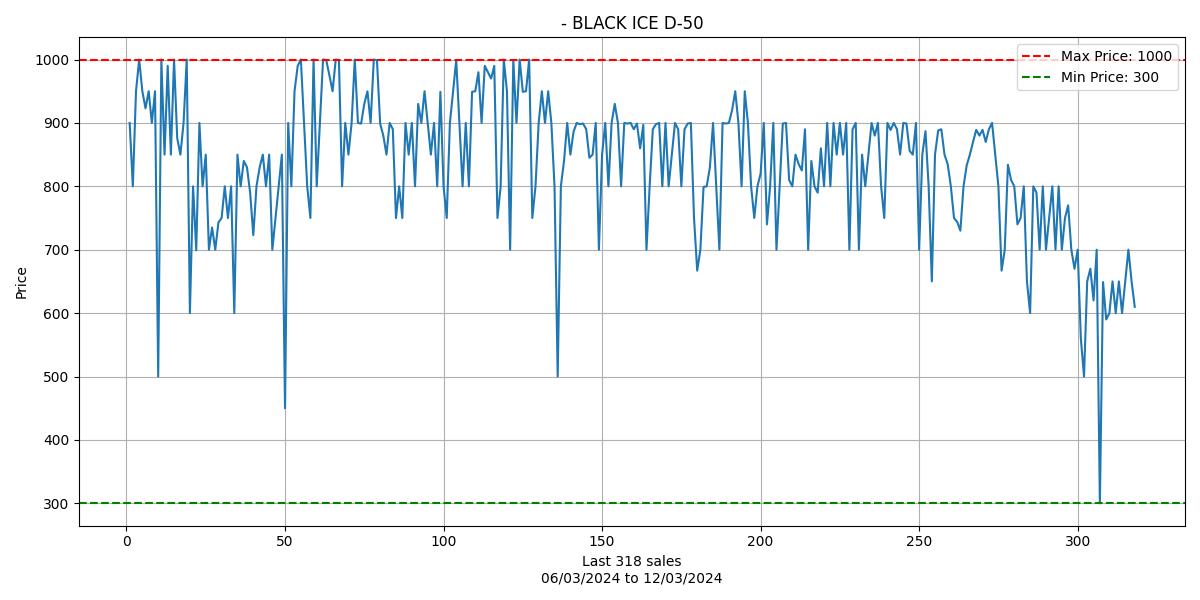 - BLACK ICE D-50
Max Price: 1000
Min Price: 300
Price
1000
900
800
700
600
500
400
300
0 50 100 150 200 250 300
Last 318 sales
06/03/2024 to 12/03/2024